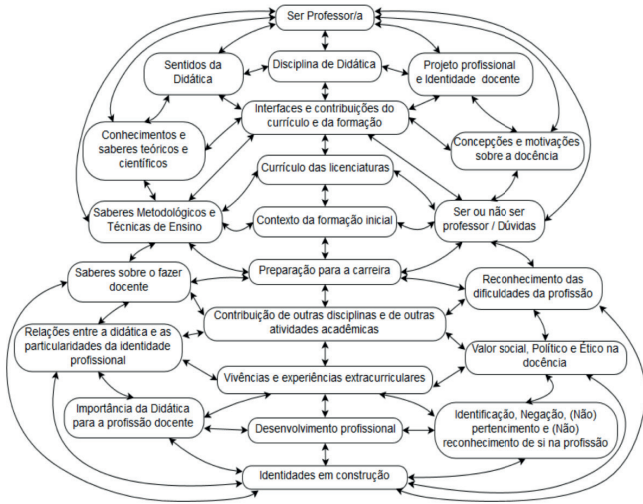 Ser Professor/a
Sentidos da
Didática
Disciplina de Didática
Projeto profissional
e Identidade docente
Interfaces e contribuições do
currículo e da formação
Conhecimentos e
saberes teóricos e
científicos
Concepções e motivações
sobre a docência
Currículo das licenciaturas
Saberes Metodológicos e
Técnicas de Ensino
Contexto da formação inicial
Ser ou não ser
professor / Dúvidas
Saberes sobre o fazer
docente
Preparação para a carreira
Reconhecimento das
dificuldades da profissão
Contribuição de outras disciplinas e de outras
atividades acadêmicas
Relações entre a didática e as
particularidades da identidade
profissional
Valor social, Político e Ético na
docência
Vivências e experiências extracurriculares
Importância da Didática
para a profissão docente
Desenvolvimento profissional
Identificação, Negação, (Não)
pertencimento e (Não)
reconhecimento de si na profissão
Identidades em construção